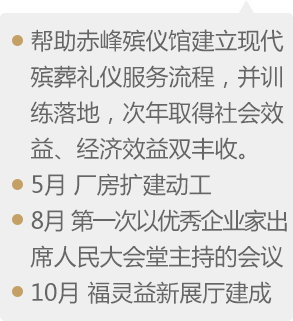 帮助赤峰殡仪馆建立现代
殡葬礼仪服务流程，并训
练落地，次年取得社会效
益、经济效益双丰收。
5月 厂房扩建动工
8月 第一次以优秀企业家出
席人民大会堂主持的会议
10月 福灵益新展厅建成